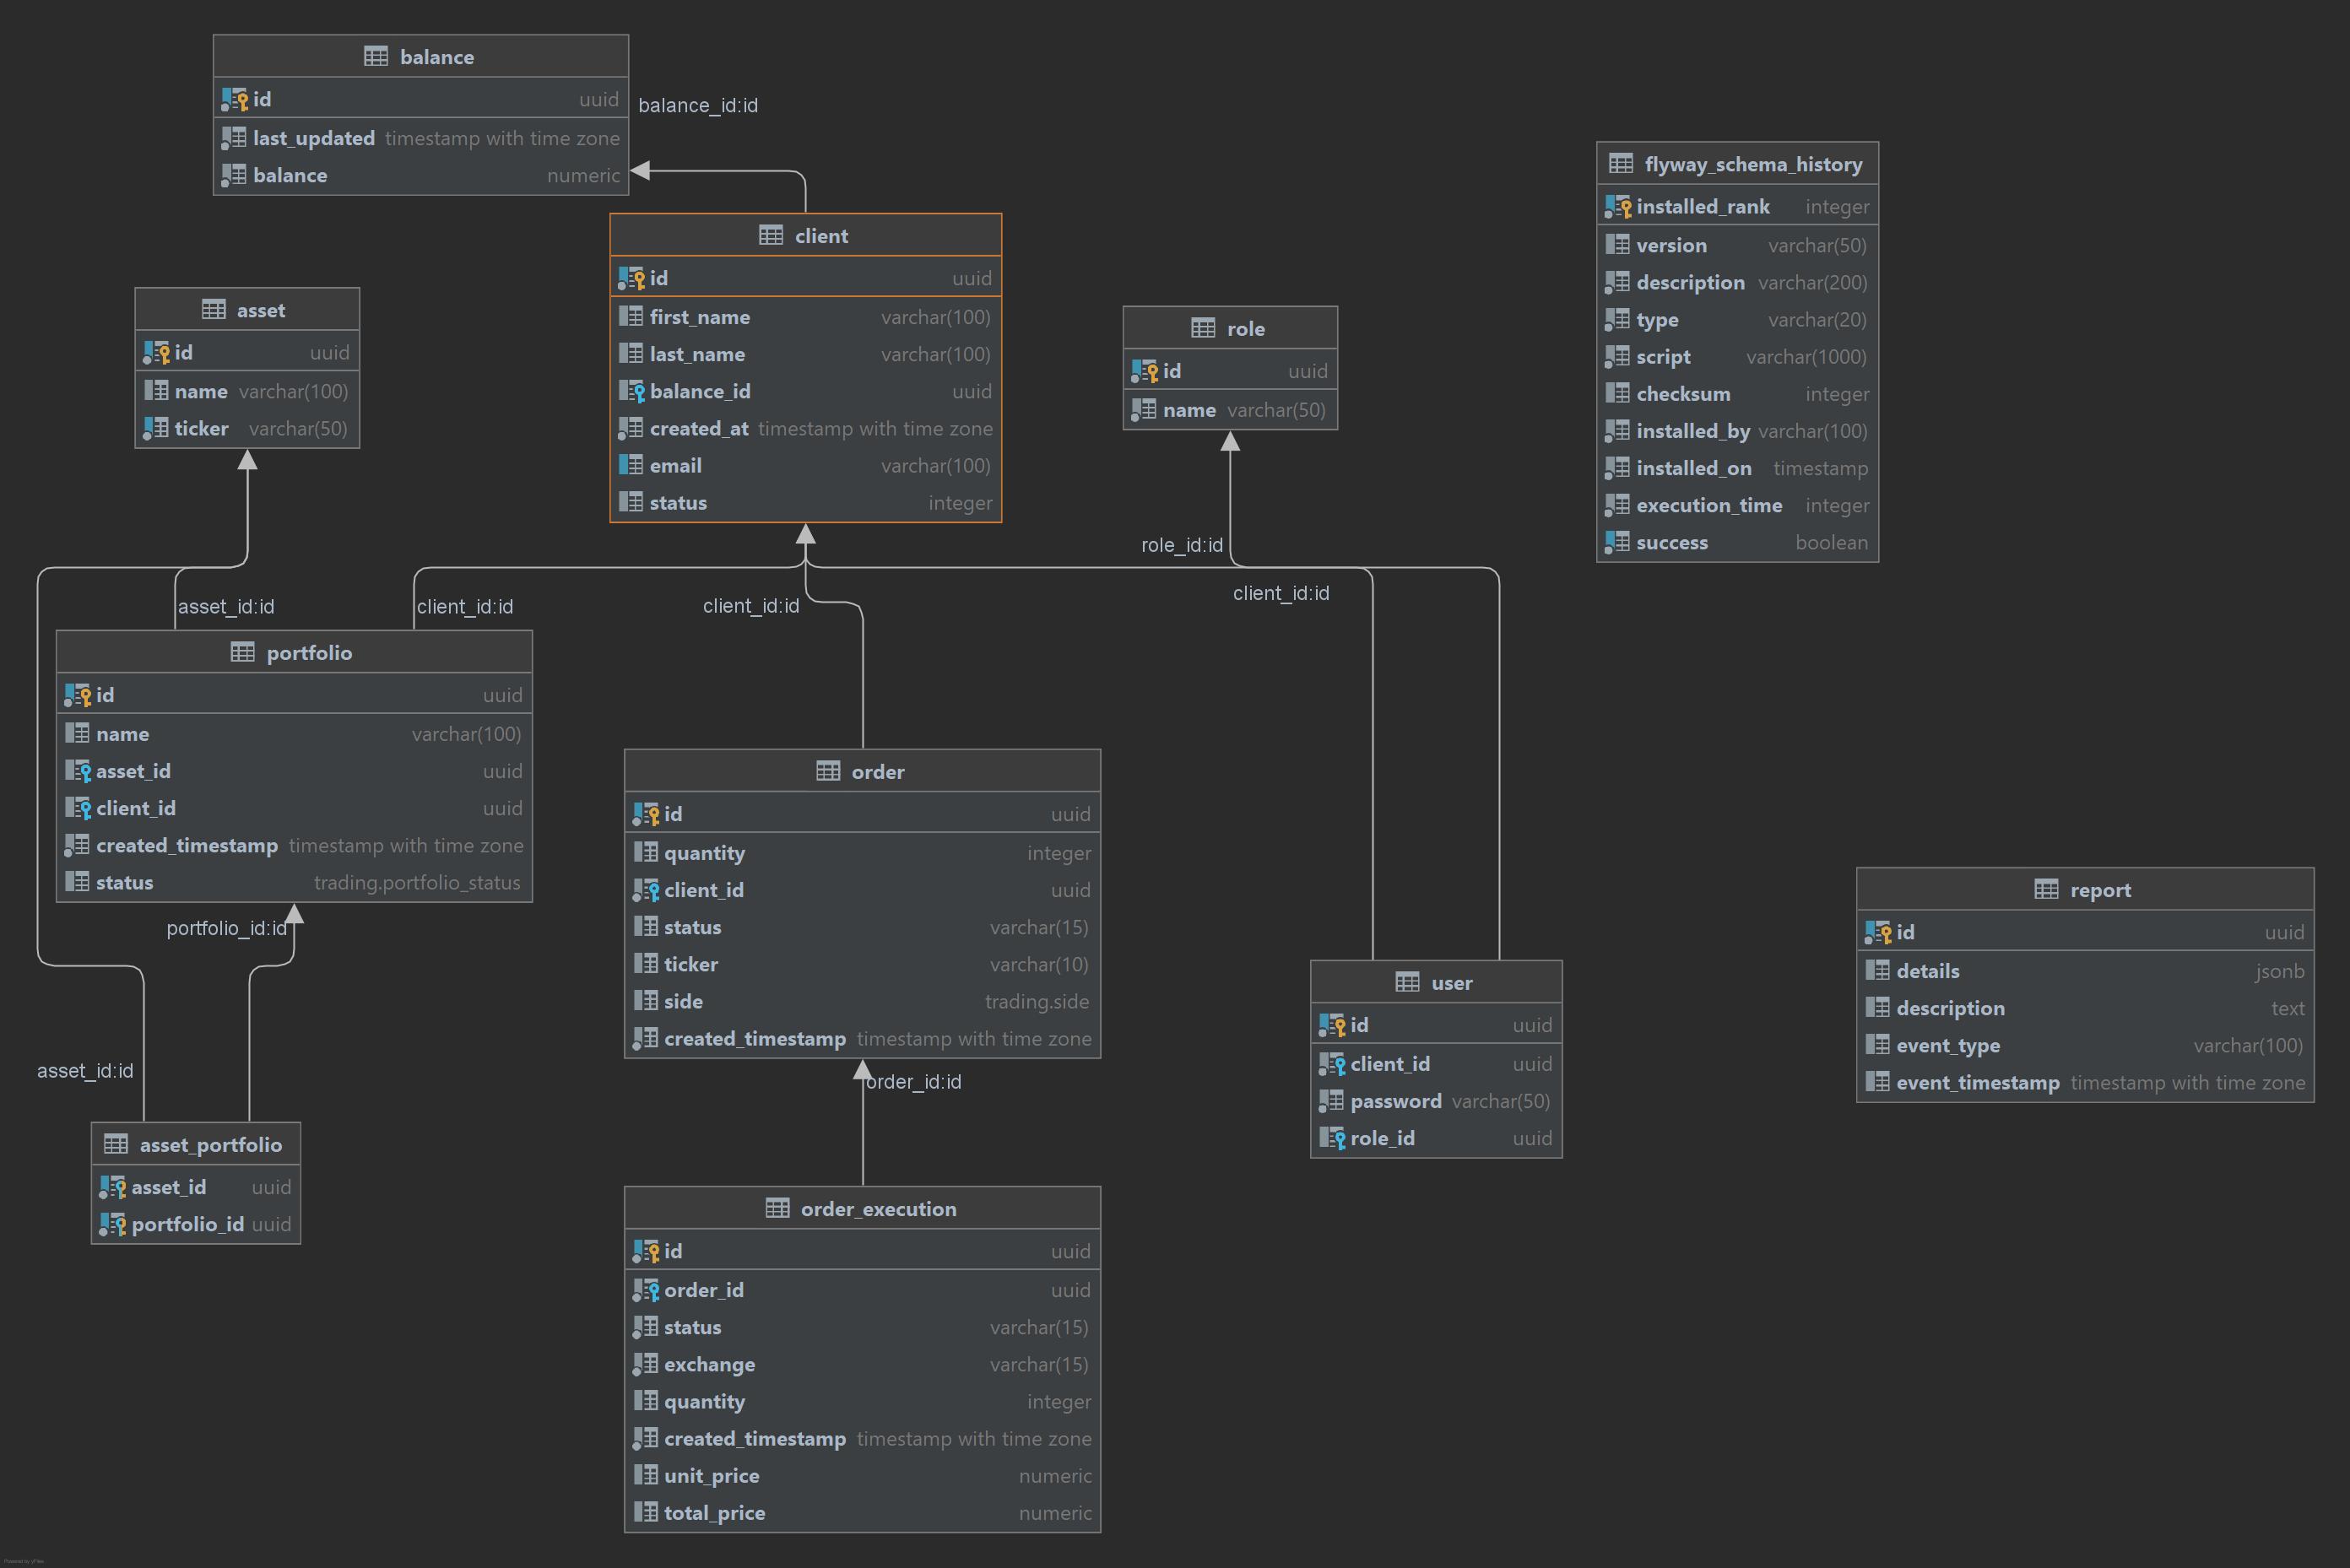 balance
id uuid
last_updated timestamp with time zone
balance numeric
balance_id:id
client
id uuid
first_name varchar(100)
last_name varchar(100)
balance_id uuid
created_at timestamp with time zone
email varchar(100)
status integer
asset
id uuid
name varchar(100)
ticker varchar(50)
role
id uuid
name varchar(50)
flyway_schema_history
installed_rank integer
version varchar(50)
description varchar(200)
type varchar(20)
script varchar(1000)
checksum integer
installed_by varchar(100)
installed_on timestamp
execution_time integer
success boolean
role_id:id
asset_id:id
client_id:id
client_id:id
client_id:id
portfolio
id uuid
name varchar(100)
asset_id uuid
client_id uuid
created_timestamp timestamp with time zone
status trading.portfolio_status
portfolio_id:id
order
id uuid
quantity integer
client_id uuid
status varchar(15)
ticker varchar(10)
side trading.side
created_timestamp timestamp with time zone
order_id:id
user
id uuid
client_id uuid
password varchar(50)
role_id uuid
report
id uuid
details jsonb
description text
event_type varchar(100)
event_timestamp timestamp with time zone
asset_id:id
asset_portfolio
asset_id uuid
portfolio_id uuid
order_execution
id uuid
order_id uuid
status varchar(15)
exchange varchar(15)
quantity integer
created_timestamp timestamp with time zone
unit_price numeric
total_price numeric
Powered by yFiles